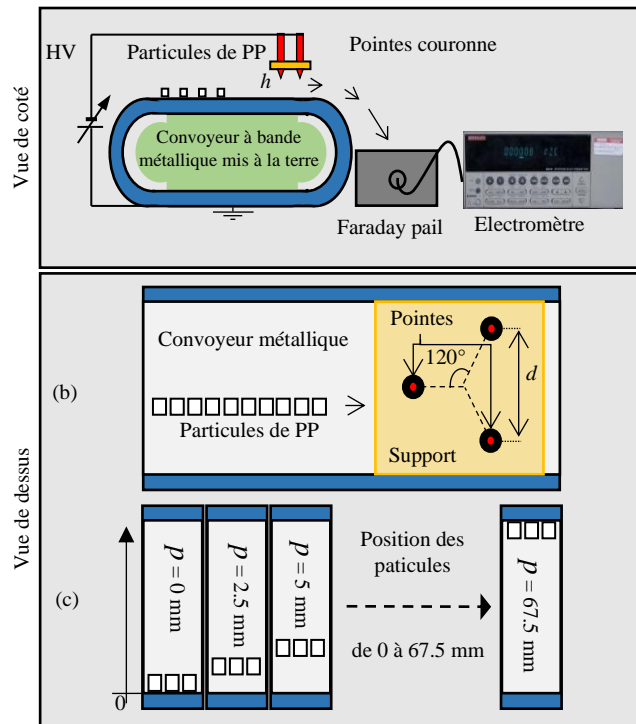 Vue de coté
HV
Particules de PP
Pointes couronne
h
Convoyeur à bande
métallique mis à la terre
Faraday pail
Electromètre
Vue de dessus
(b)
Convoyeur métallique
Particules de PP
Pointes
120°
d
Support
(c)
0
p = 0 mm
p = 2.5 mm
p = 5 mm
Position des
paticules
de 0 à 67.5 mm
p = 67.5 mm